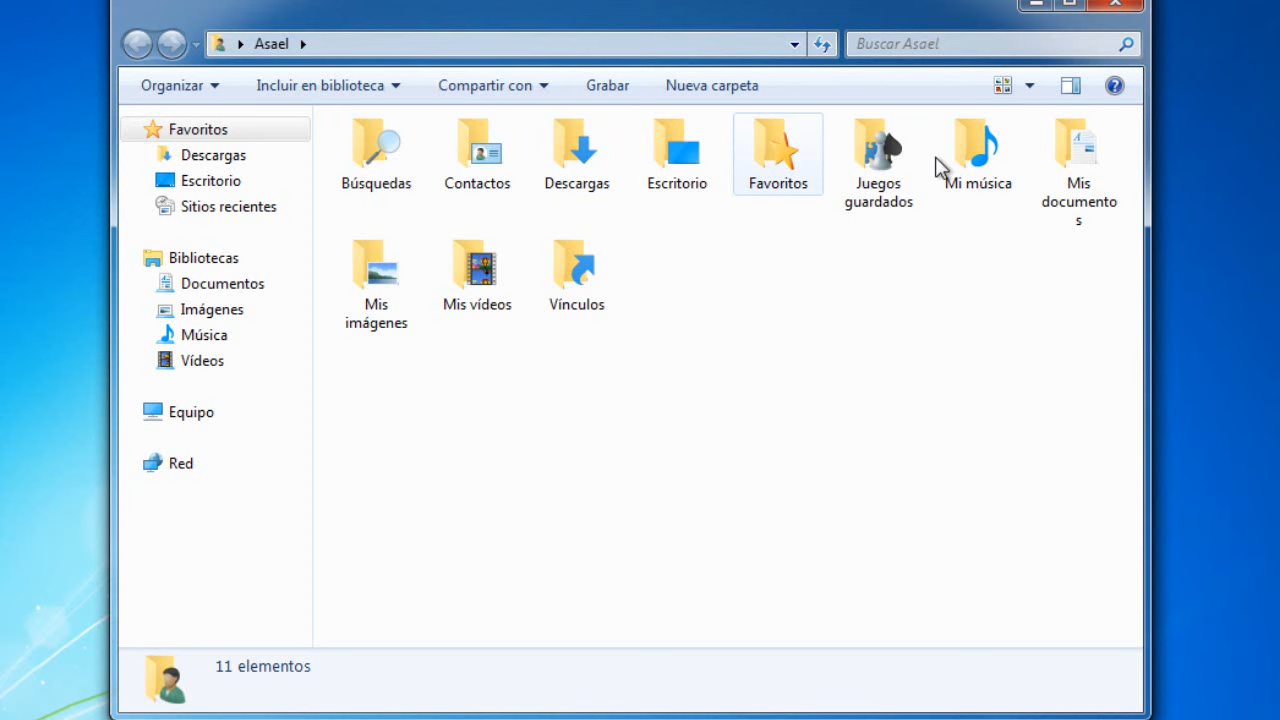 Asael
Buscar Asael
Organizar
Incluir en biblioteca
Compartir con
Grabar
Nueva carpeta
Favoritos
Descargas
Escritorio
Sitios recientes
Bibliotecas
Documentos
Imágenes
Música
Vídeos
Equipo
Red
Búsquedas
Contactos
Descargas
Escritorio
Favoritos
Juegos
guardados
Mi música
Mis
documento
s
Mis
imágenes
Mis vídeos
Vínculos
11 elementos